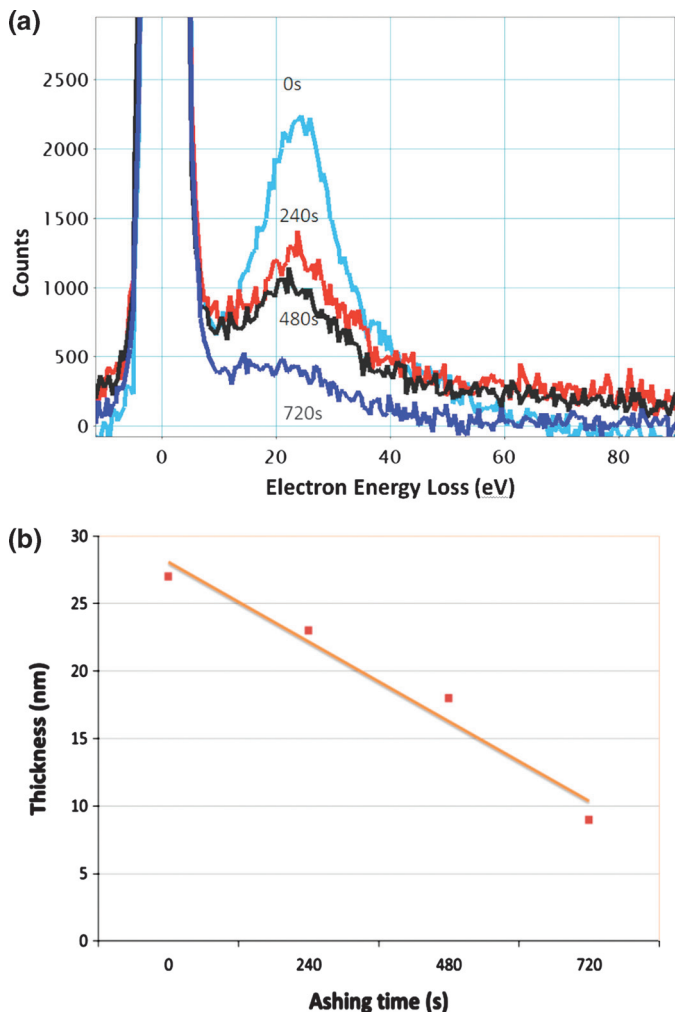 (a)
2500
2000
1500
1000
500
0
Counts
0s
240s
480s
720s
0 20 40 60 80
Electron Energy Loss (eV)
(b)
30
25
20
15
10
5
0
Thickness (nm)
0 240 480 720
Ashing time (s)